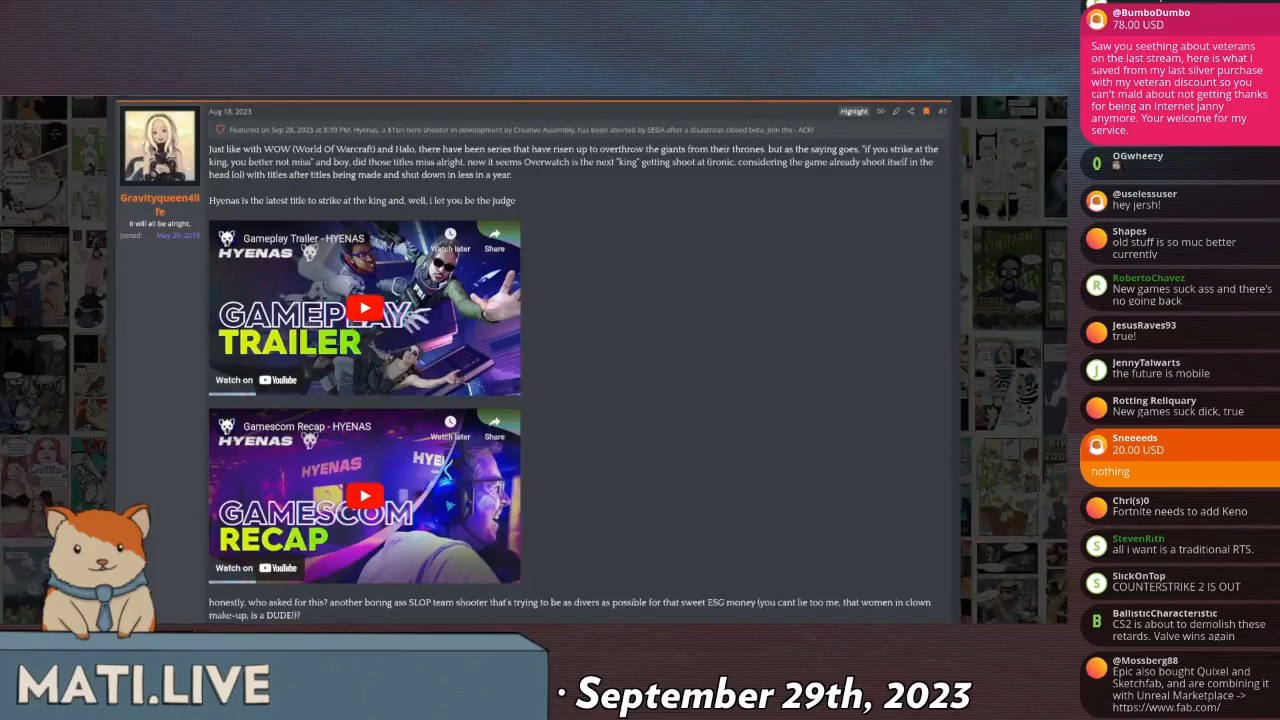 Aug 18, 2023
Highlight
#1
Featured on Sep 28, 2023 at 8:39 PM: Hyenas, a $1bn hero shooter in development by Creative Assembly, has been aborted by SEGA after a disastrous closed beta. Join the - ACK!
Just like with WOW (World Of Warcraft) and Halo, there have been series that have risen up to overthrow the giants from their thrones. but as the saying goes, "if you strike at the
king, you better not miss" and boy, did those titles miss alright, now it seems Overwatch is the next "king" getting shoot at (ironic, considering the game already shoot itself in the
head lol) with titles after titles being made and shut down in less in a year.
Gravityqueen4li
fe
it will all be alright.
Joined: May 29, 2019
Hyenas is the latest title to strike at the king and, well, i let you be the judge
Gameplay Trailer - HYENAS
HYENAS
Watch later
Share
FBI
GAMEPLAY
TRAILER
Watch on YouTube
Gamescom Recap - HYENAS
HYENAS
Watch later
Share
HYENAS
HYE
GAMESCOM
RECAP
Watch on YouTube
honestly, who asked for this? another boring ass SLOP team shooter that's trying to be as divers as possible for that sweet ESG money (you cant lie too me, that women in clown
make-up, is a DUDE!)?
MATI.LIVE
· September 29th, 2023
@BumboDumbo
78.00 USD
Saw you seething about veterans
on the last stream, here is what I
saved from my last silver purchase
with my veteran discount so you
can't mald about not getting thanks
for being an Internet janny
anymore. Your welcome for my
service.
OGwheezy
@uselessuser
hey jersh!
Shapes
old stuff is so muc better
currently
RobertoChavez
New games suck ass and there's
no going back
JesusRaves93
true!
JennyTalwarts
the future is mobile
Rotting Reliquary
New games suck dick, true
Sneeeeds
20.00 USD
nothing
Chri(s)0
Fortnite needs to add Keno
StevenRith
all i want is a traditional RTS.
SlickOnTop
COUNTERSTRIKE 2 IS OUT
BallisticCharacteristic
CS2 is about to demolish these
retards. Valve wins again
@Mossberg88
Epic also bought Quixel and
Sketchfab, and are combining it
with Unreal Marketplace ->
https://www.fab.com/